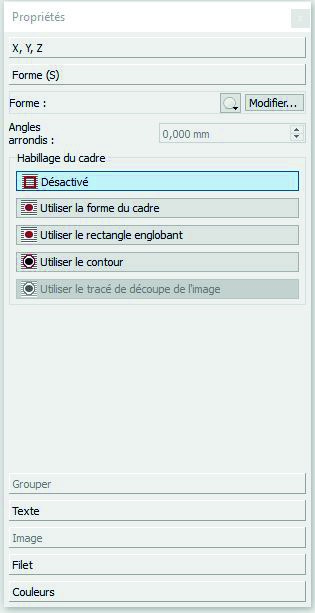 Propriétés
X, Y, Z
Forme (S)
Forme :
Modifier...
Angles
arrondis :
0,000 mm
Habillage du cadre
Désactivé
Utiliser la forme du cadre
Utiliser le rectangle englobant
Utiliser le contour
Utiliser le tracé de découpe de l'image
Grouper
Texte
Image
Filet
Couleurs